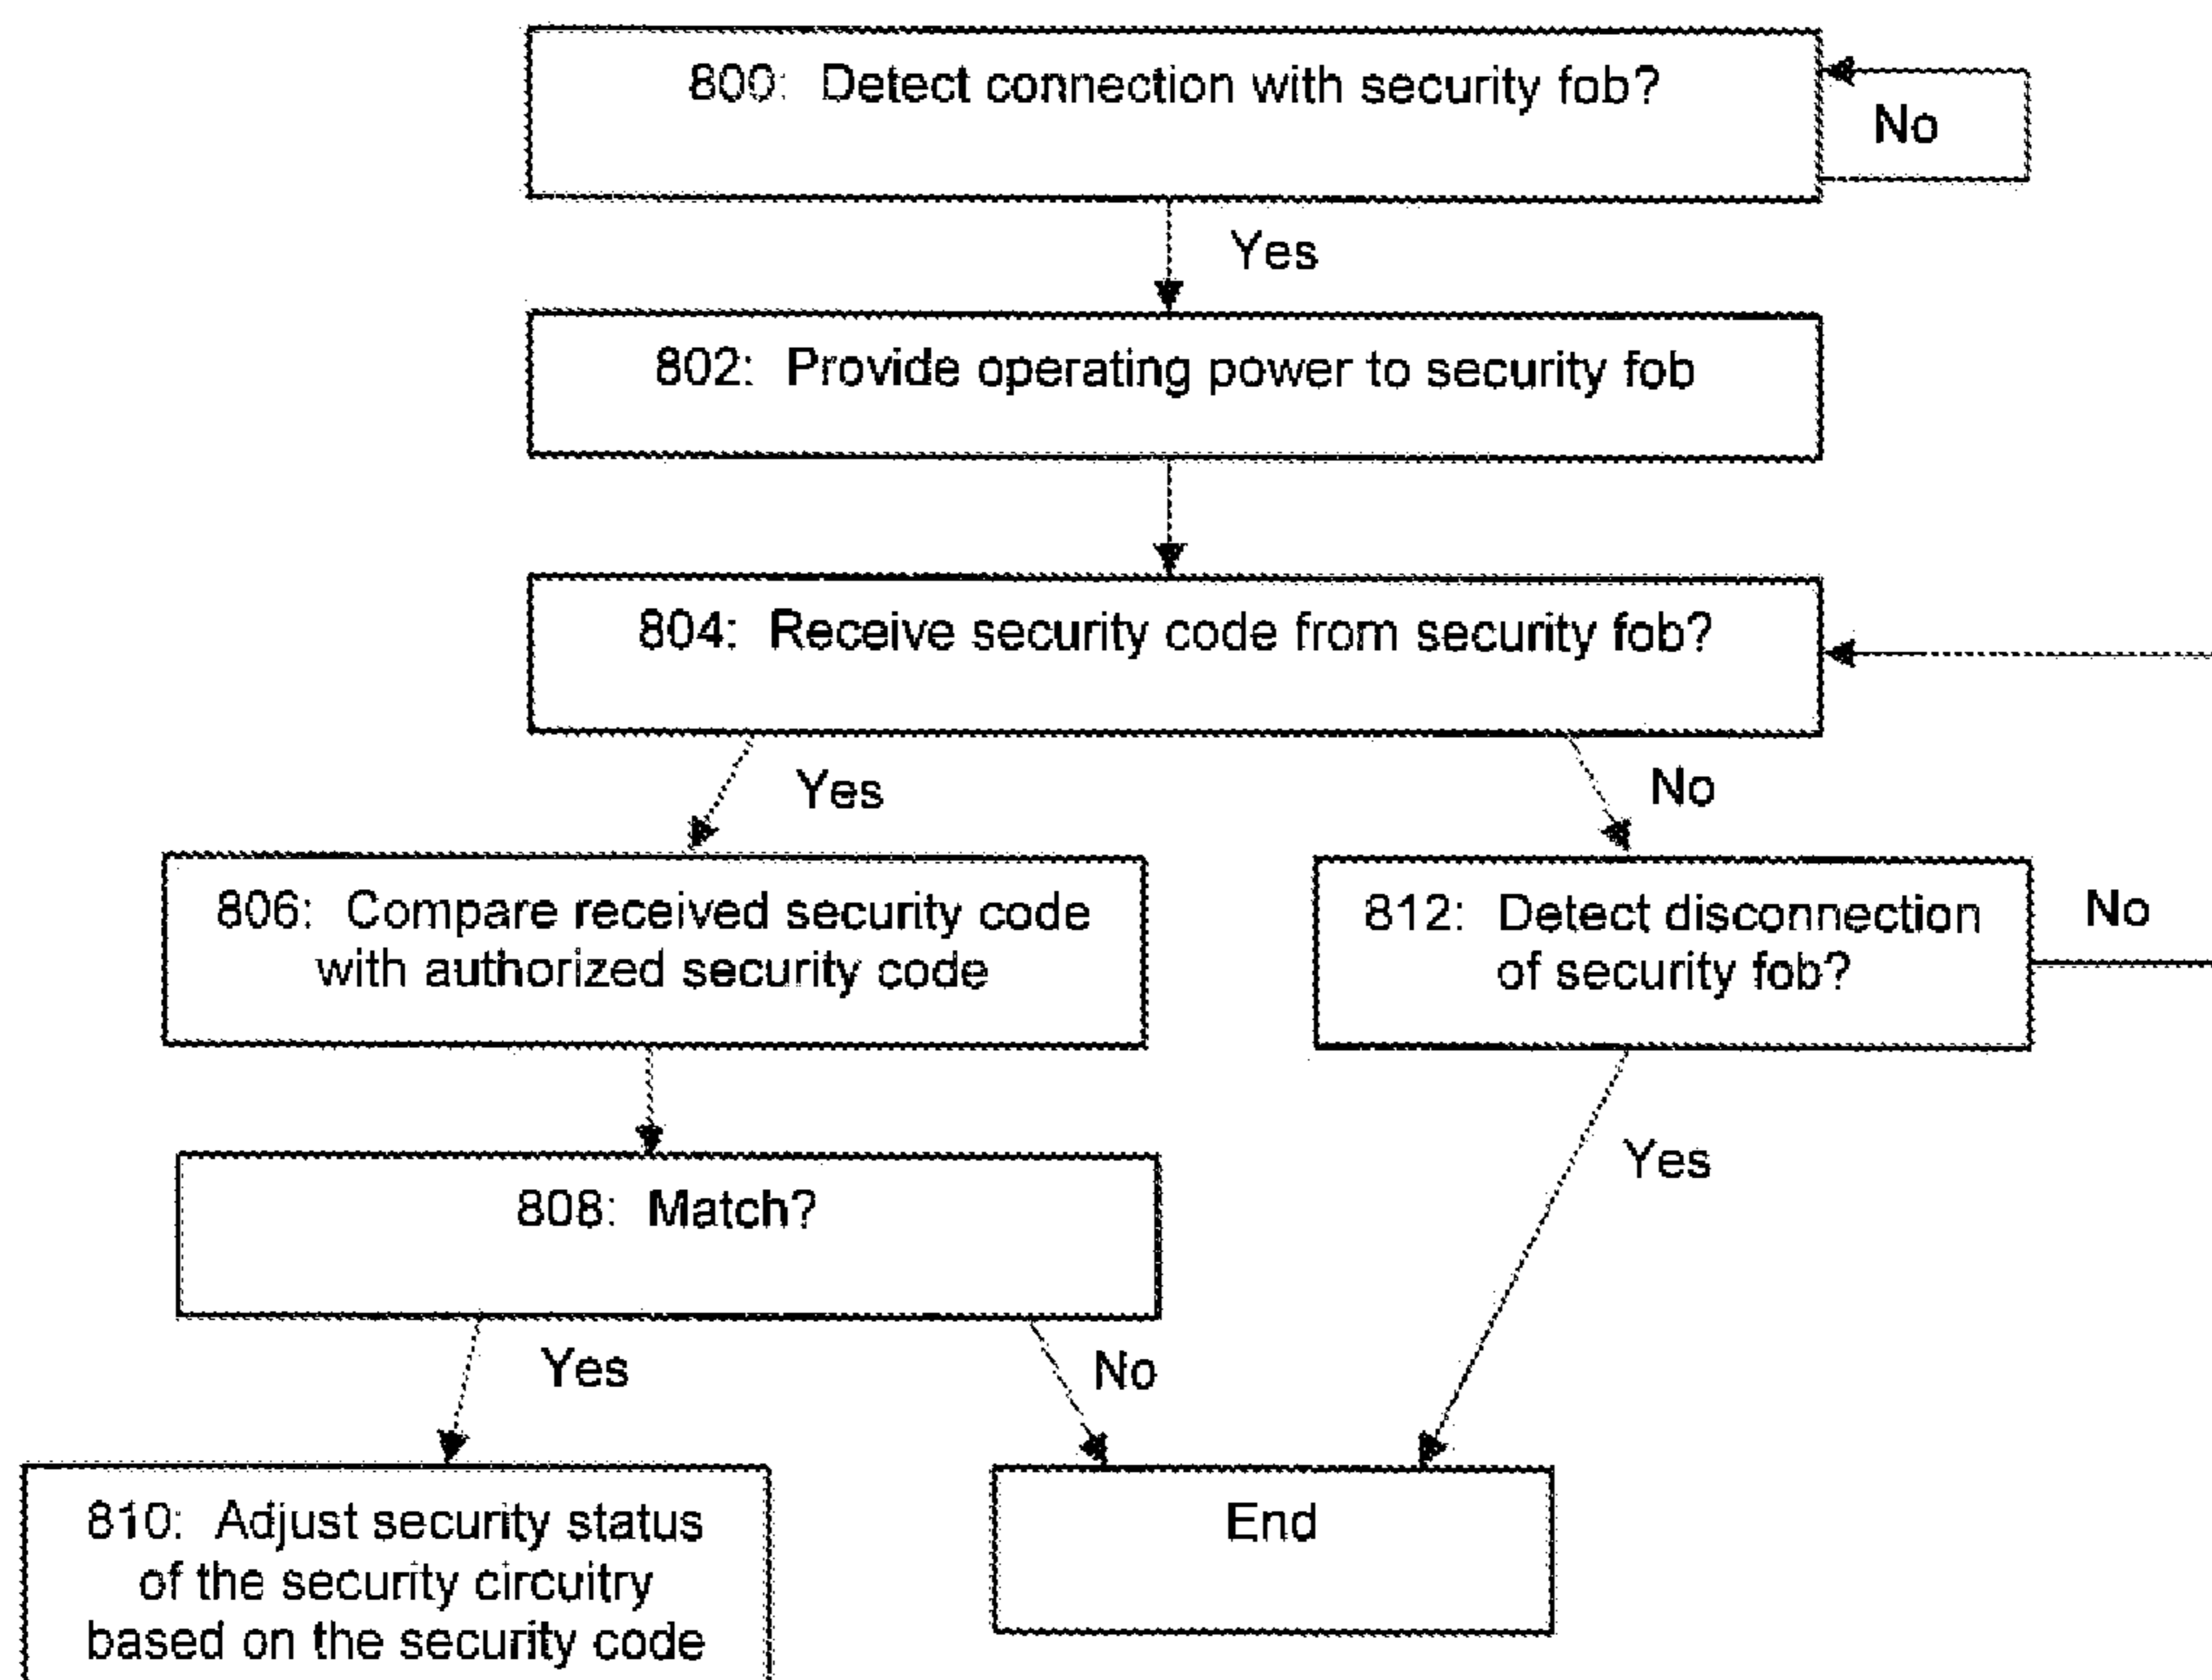 800: Detect connection with security fob?
No
Yes
802: Provide operating power to security fob
804: Receive security code from security fob?
Yes
No
806: Compare received security code
with authorized security code
812: Detect disconnection
of security fob?
No
808: Match?
Yes
Yes
No
810: Adjust security status
of the security circuitry
based on the security code
End